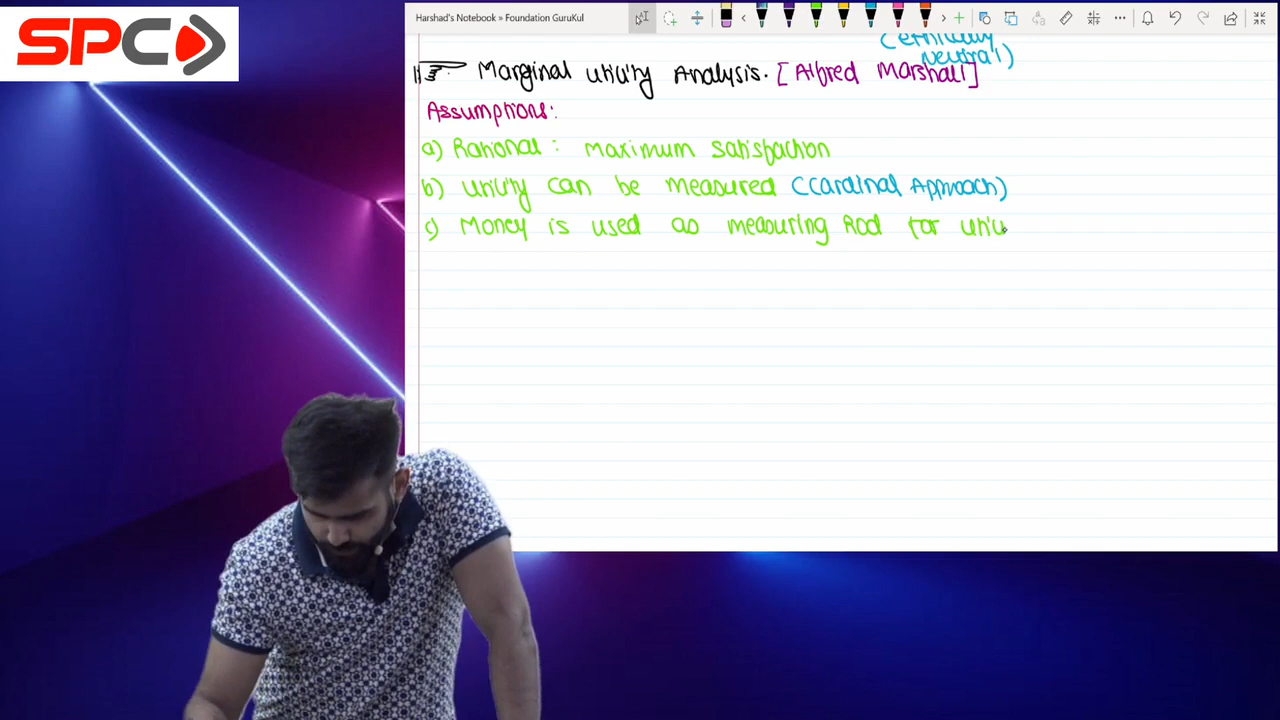 SPC
Harshad's Notebook » Foundation GuruKul
(ethically
Neutral)
Marginal Utility Analysis. [Alfred Marshall]
Assumptions:
a) Rational : Maximum Satisfaction
b) Utility can be measured (Cardinal Approach)
c) Money is used as measuring Rod for Utili